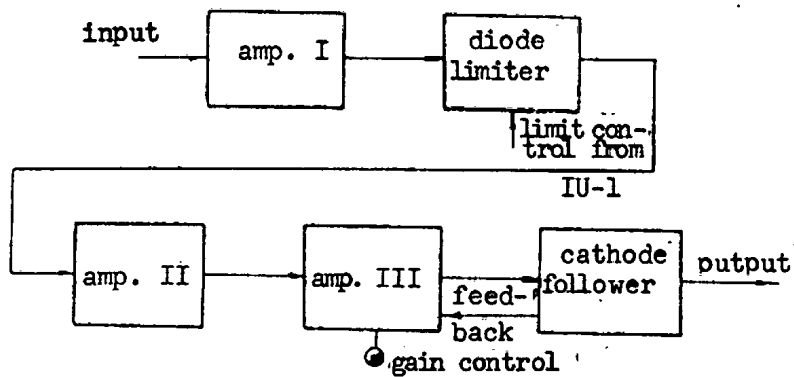 input
amp. I
diode
limiter
limit con-
trol from
IU-1
amp. II
amp. III
feed-
back
cathode
follower
putput
gain control